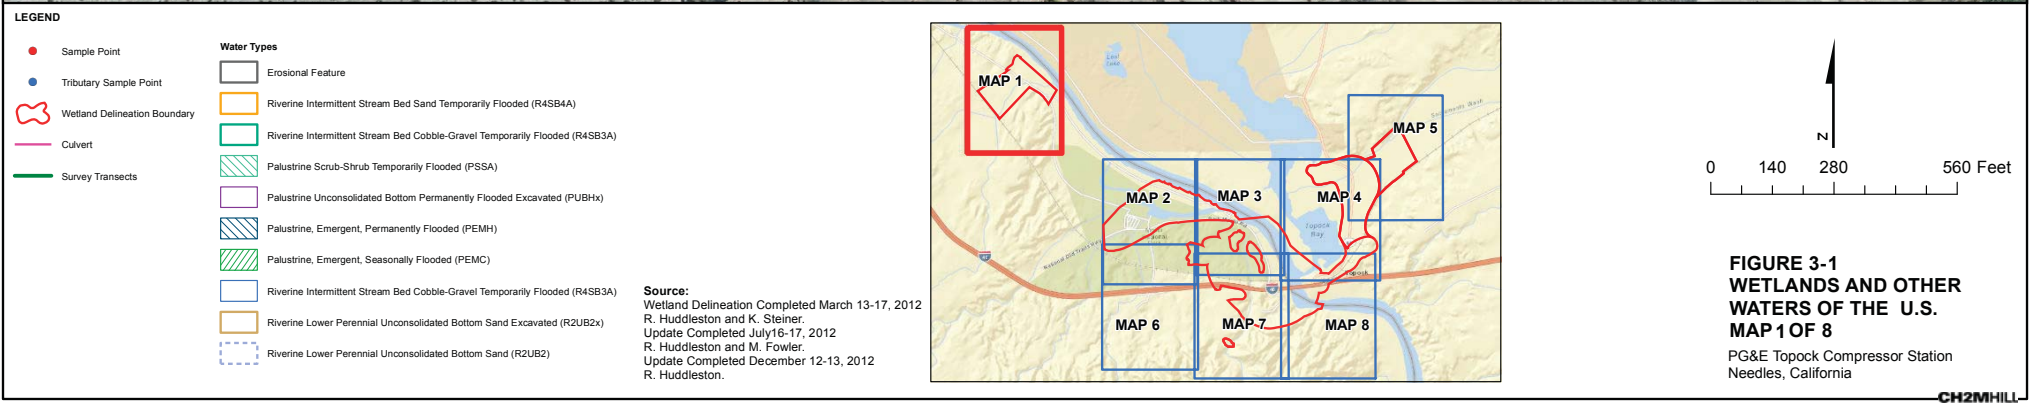 LEGEND
Sample Point
Tributary Sample Point
Wetland Delineation Boundary
Culvert
Survey Transects
Water Types
Erosional Feature
Riverine Intermittent Stream Bed Sand Temporarily Flooded (R4SB4A)
Riverine Intermittent Stream Bed Cobble-Gravel Temporarily Flooded (R4SB3A)
Palustrine Scrub-Shrub Temporarily Flooded (PSSA)
Palustrine Unconsolidated Bottom Permanently Flooded Excavated (PUBHx)
Palustrine, Emergent, Permanently Flooded (PEMH)
Palustrine, Emergent, Seasonally Flooded (PEMC)
Riverine Intermittent Stream Bed Cobble-Gravel Temporarily Flooded (R4SB3A)
Riverine Lower Perennial Unconsolidated Bottom Sand Excavated (R2UB2x)
Riverine Lower Perennial Unconsolidated Bottom Sand (R2UB2)
Source:
Wetland Delineation Completed March 13-17, 2012
R. Huddleston and K. Steiner.
Update Completed July16-17, 2012
R. Huddleston and M. Fowler.
Update Completed December 12-13, 2012
R. Huddleston.
MAP 1
MAP 2
MAP 3
MAP 4
MAP 5
MAP 6
MAP 7
MAP 8
Topock
Bay
Topock
40
40
N
0 140 280 560 Feet
FIGURE 3-1
WETLANDS AND OTHER
WATERS OF THE U.S.
MAP 1 OF 8
PG&E Topock Compressor Station
Needles, California
CH2MHILL